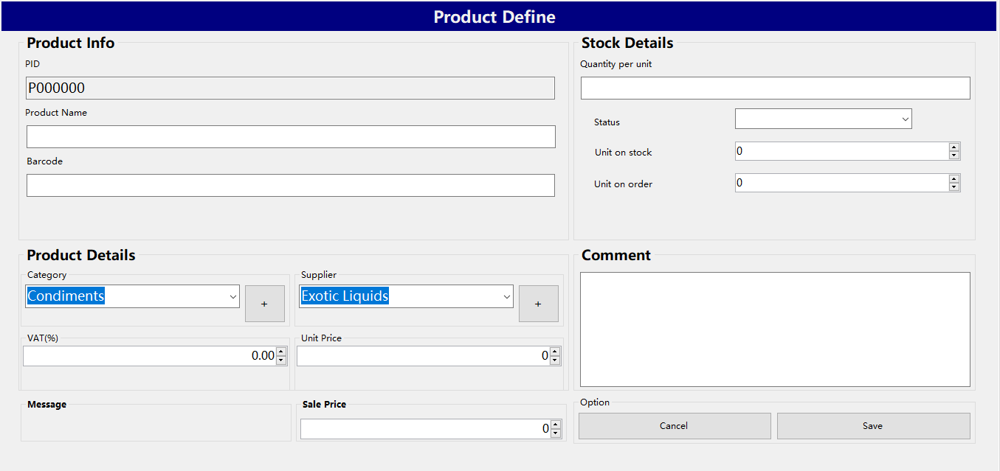 Product Define
Product Info
PID
P000000
Product Name
Barcode
Stock Details
Quantity per unit
Status
Unit on stock
0
Unit on order
0
Product Details
Category
Condiments
+
Supplier
Exotic Liquids
+
VAT(%)
0.00
Unit Price
0
Message
Sale Price
0
Comment
Option
Cancel
Save